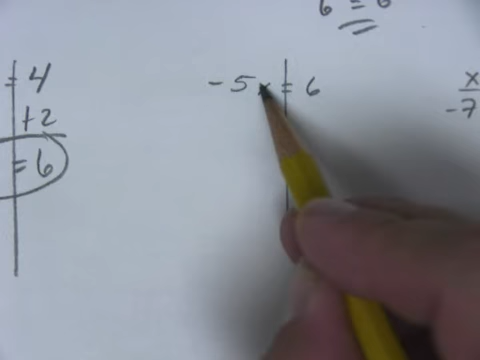 6 = 6
= 4
+2
= 6
-5x = 6
x
-7